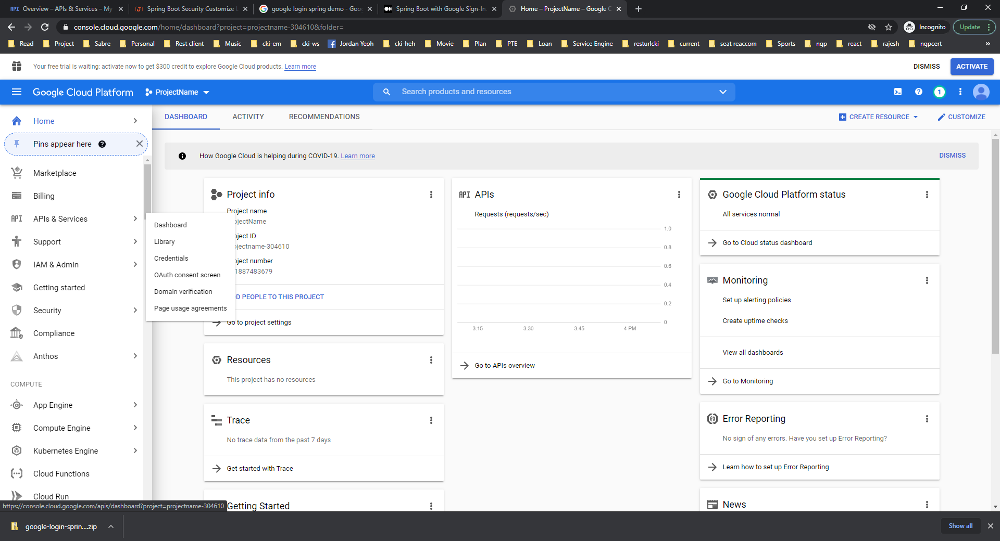 API Overview – APIs & Services – My
Spring Boot Security Customize L
google login spring demo - Goo
Spring Boot with Google Sign-In.
Home – ProjectName – Google C
console.cloud.google.com/home/dashboard?project=projectname-304610&folder=
Incognito
Update
Read
Project
Sabre
Personal
Rest client
Music
cki-em
cki-ws
Jordan Yeoh
cki-heh
Movie
Plan
PTE
Loan
Service Engine
resturlcki
current
seat reaccom
Sports
ngp
react
rajesh
ngpcert
»
Your free trial is waiting: activate now to get $300 credit to explore Google Cloud products. Learn more
DISMISS
ACTIVATE
Google Cloud Platform
ProjectName
Search products and resources
1
Home
Pins appear here
Marketplace
Billing
API APIs & Services
Support
IAM & Admin
Getting started
Security
Compliance
Anthos
COMPUTE
App Engine
Compute Engine
Kubernetes Engine
Cloud Functions
Cloud Run
Dashboard
Library
Credentials
OAuth consent screen
Domain verification
Page usage agreements
DASHBOARD
ACTIVITY
RECOMMENDATIONS
CREATE RESOURCE
CUSTOMIZE
How Google Cloud is helping during COVID-19. Learn more
DISMISS
Project info
Project name
ojectName
oject ID
ojectname-304610
oject number
1887483679
D PEOPLE TO THIS PROJECT
Go to project settings
Resources
This project has no resources
Trace
No trace data from the past 7 days
Get started with Trace
Getting Started
API APIs
Requests (requests/sec)
1.0
0.8
0.6
0.4
0.2
0
3:15
3:30
3:45
4 PM
Go to APIs overview
Google Cloud Platform status
All services normal
Go to Cloud status dashboard
Monitoring
Set up alerting policies
Create uptime checks
View all dashboards
Go to Monitoring
Error Reporting
No sign of any errors. Have you set up Error Reporting?
Learn how to set up Error Reporting
News
https://console.cloud.google.com/apis/dashboard?project=projectname-304610
google-login-sprin....zip
Show all